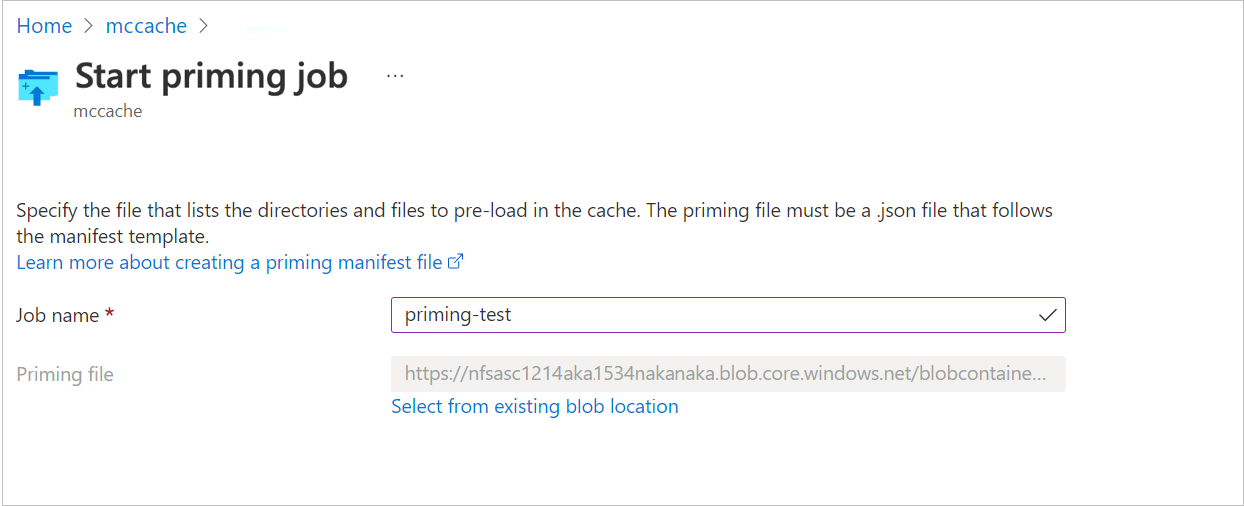 Home > mccache >
Start priming job ...
mccache
Specify the file that lists the directories and files to pre-load in the cache. The priming file must be a .json file that follows
the manifest template.
Learn more about creating a priming manifest file
Job name *
priming-test
Priming file
https://nfsasc1214aka1534nakanaka.blob.core.windows.net/blobcontaine...
Select from existing blob location